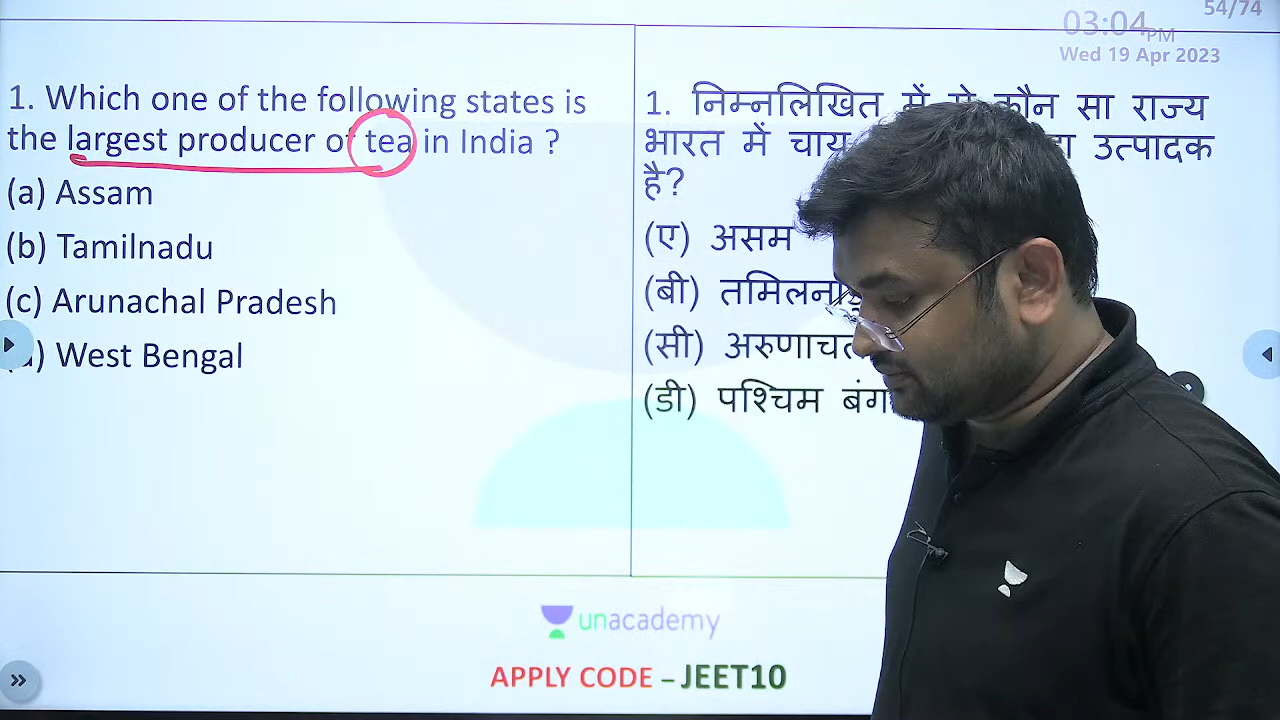 54/74
03:04PM
Wed 19 Apr 2023
1. Which one of the following states is
the largest producer of tea in India ?
(a) Assam
(b) Tamilnadu
(c) Arunachal Pradesh
) West Bengal
1. निम्नलिखित में कौन सा राज्य
भारत में चाय उत्पादक
है?
(ए) असम
(बी)
(सी)
(डी) पश्चिम
unacademy
APPLY CODE – JEET10